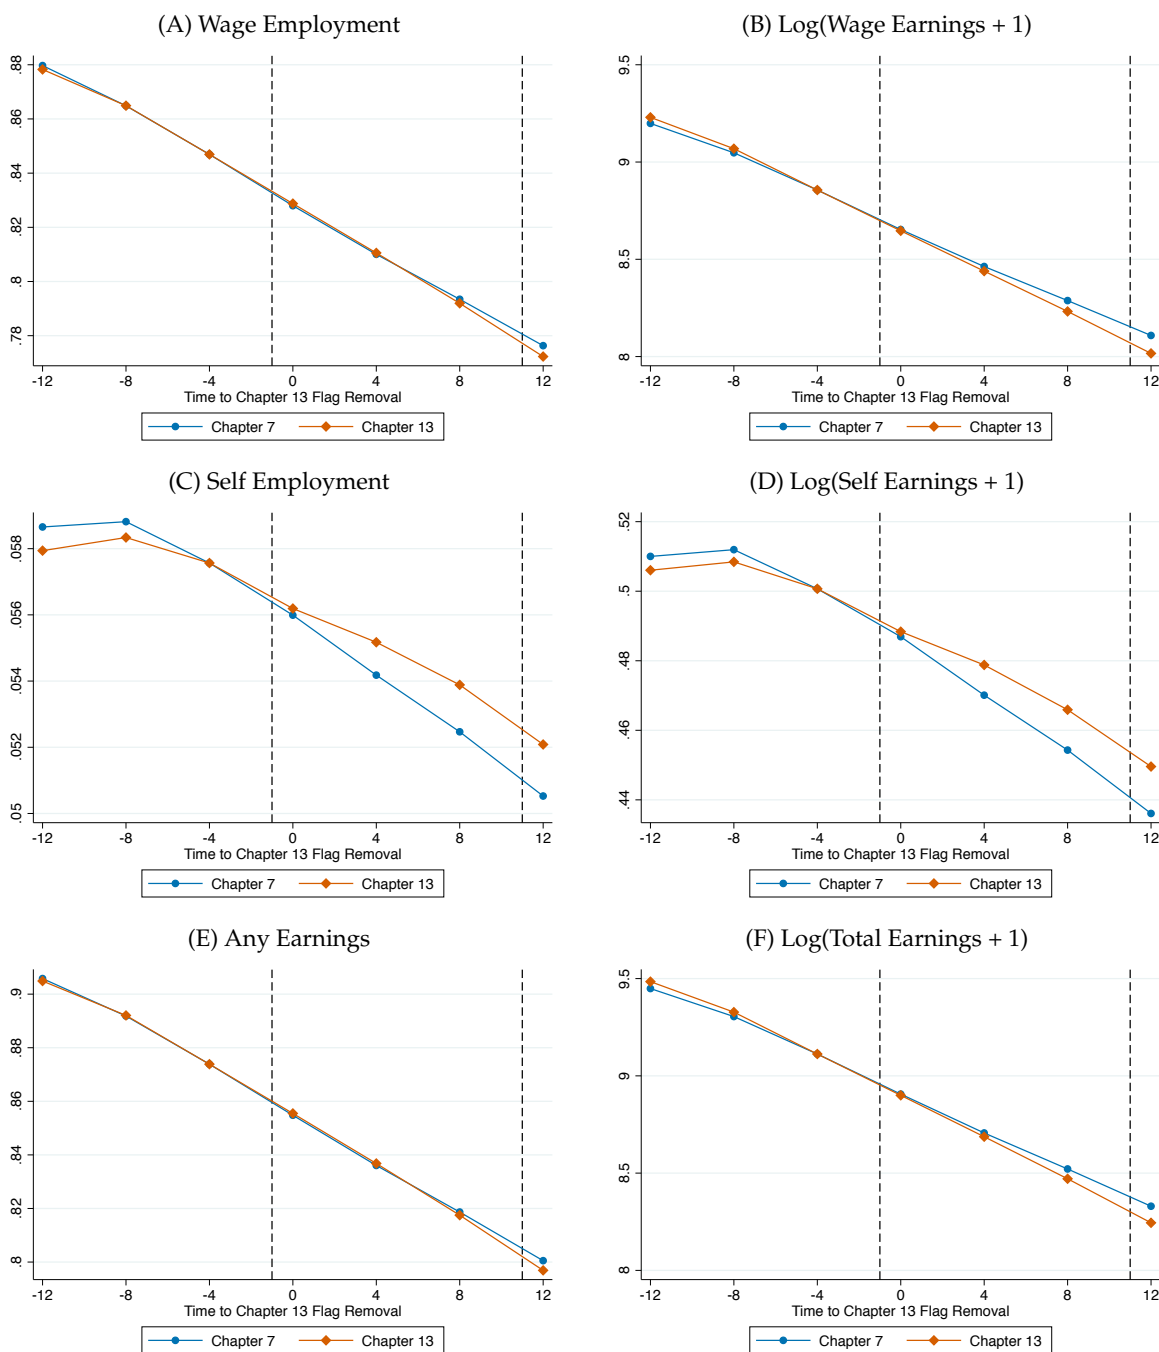 (A) Wage Employment
.88
.86
.84
.82
.8
.78
-12 -8 -4 0 4 8 12
Time to Chapter 13 Flag Removal
Chapter 7 Chapter 13
(B) Log(Wage Earnings + 1)
9.5
9
8.5
8
-12 -8 -4 0 4 8 12
Time to Chapter 13 Flag Removal
Chapter 7 Chapter 13
(C) Self Employment
.058
.056
.054
.052
.05
-12 -8 -4 0 4 8 12
Time to Chapter 13 Flag Removal
Chapter 7 Chapter 13
(D) Log(Self Earnings + 1)
.52
.5
.48
.46
.44
-12 -8 -4 0 4 8 12
Time to Chapter 13 Flag Removal
Chapter 7 Chapter 13
(E) Any Earnings
.9
.88
.86
.84
.82
.8
-12 -8 -4 0 4 8 12
Time to Chapter 13 Flag Removal
Chapter 7 Chapter 13
(F) Log(Total Earnings + 1)
9.5
9
8.5
8
-12 -8 -4 0 4 8 12
Time to Chapter 13 Flag Removal
Chapter 7 Chapter 13